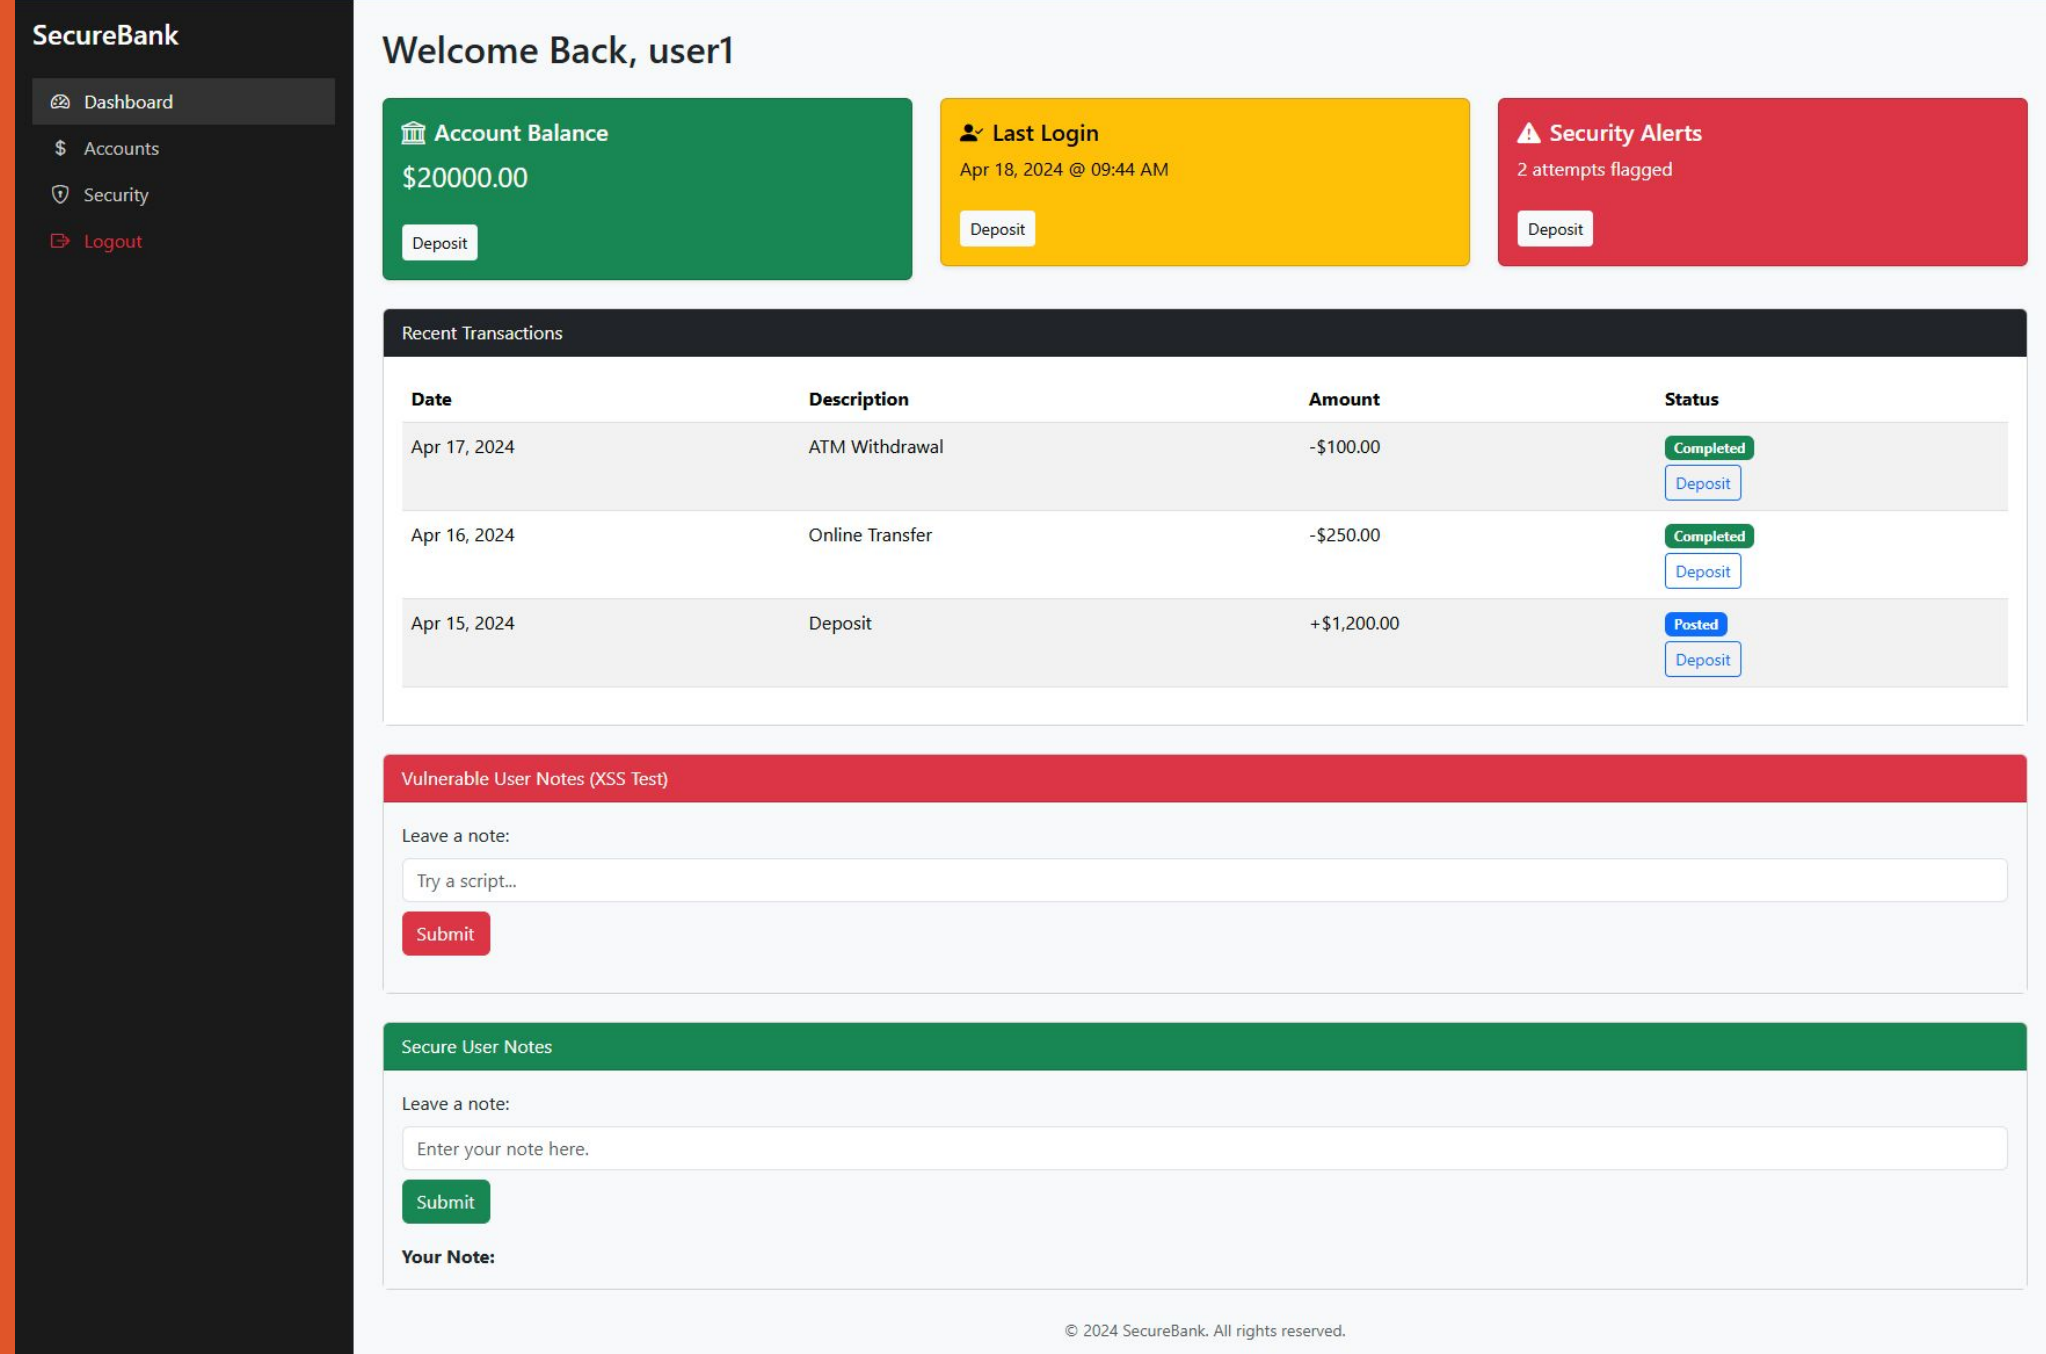 SecureBank
Dashboard
Accounts
Security
Logout
Welcome Back, user1
Account Balance
$20000.00
Deposit
Last Login
Apr 18, 2024 @ 09:44 AM
Deposit
Security Alerts
2 attempts flagged
Deposit
Recent Transactions
Date Description Amount Status
Apr 17, 2024 ATM Withdrawal -$100.00 Completed
Deposit
Apr 16, 2024 Online Transfer -$250.00 Completed
Deposit
Apr 15, 2024 Deposit +$1,200.00 Posted
Deposit
Vulnerable User Notes (XSS Test)
Leave a note:
Try a script...
Submit
Secure User Notes
Leave a note:
Enter your note here.
Submit
Your Note:
© 2024 SecureBank. All rights reserved.